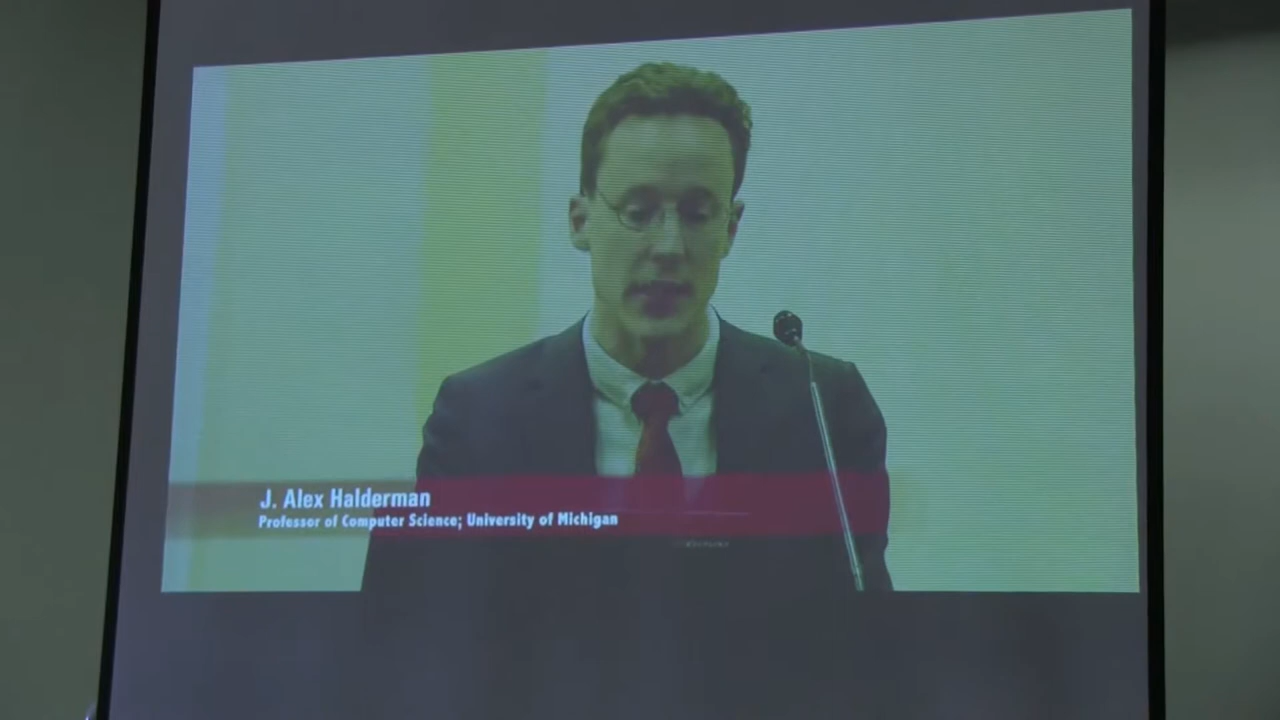 J. Alex Halderman
Professor of Computer Science; University of Michigan